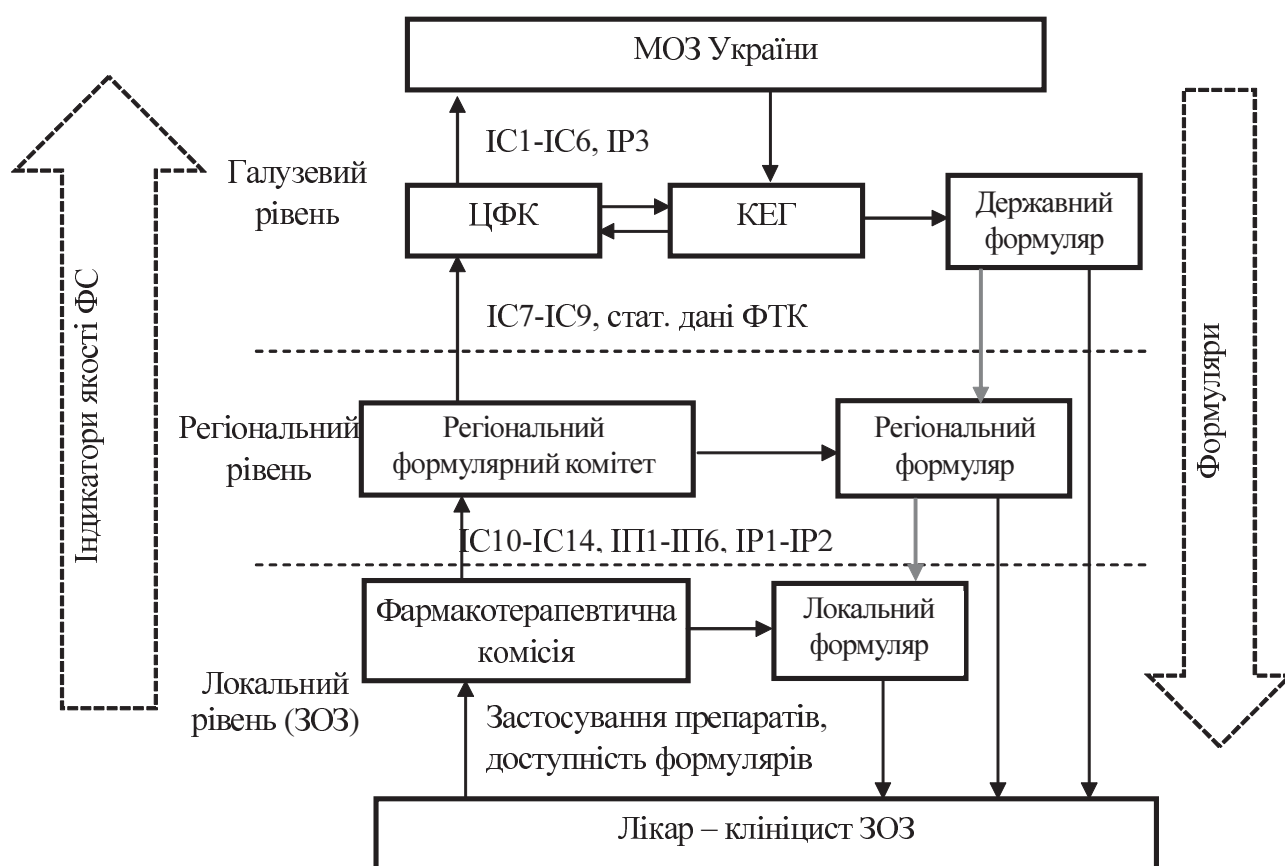 МОЗ України
ІС1-ІС6, ІР3
Галузевий
рівень
ЦФК
КЕГ
Державний
формуляр
ІС7-ІС9, стат. дані ФТК
Індикатори якості ФС
Формуляри
Регіональний
рівень
Регіональний
формулярний комітет
Регіональний
формуляр
ІС10-ІС14, ІП1-ІП6, ІР1-ІР2
Фармакотерапевтична
комісія
Локальний
формуляр
Локальний
рівень (ЗОЗ)
Застосування препаратів,
доступність формулярів
Лікар – клініцист ЗОЗ